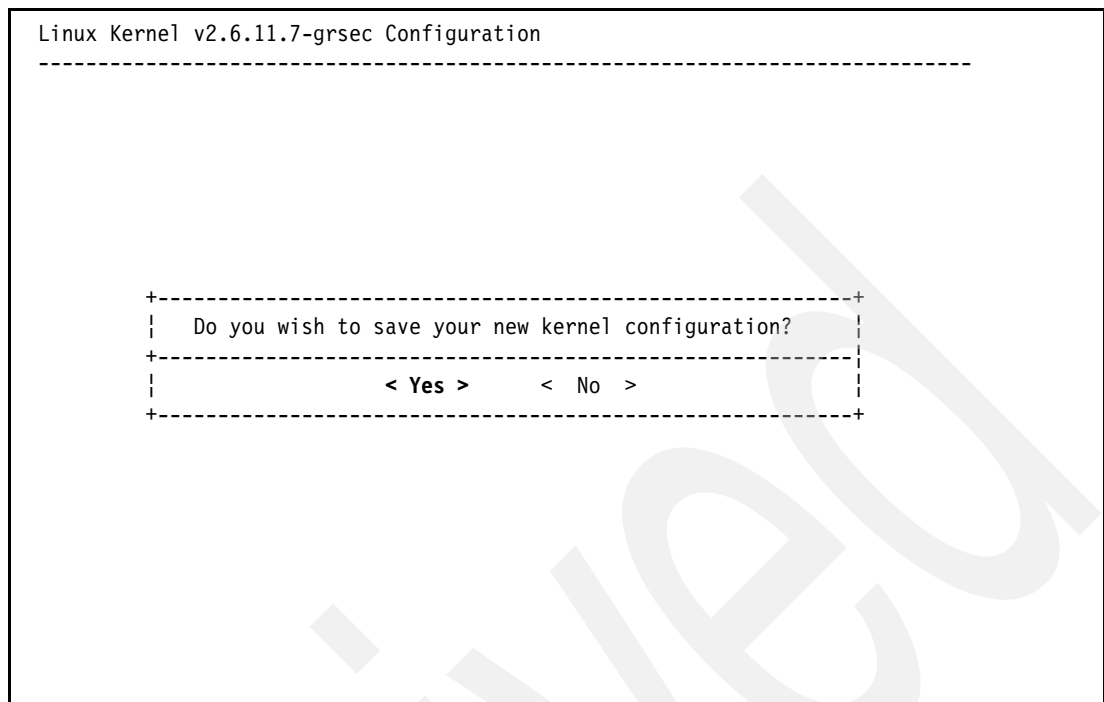 Linux Kernel v2.6.11.7-grsec Configuration
------------------------------------------------------------------------------
+----------------------------------------------------------+
¦   Do you wish to save your new kernel configuration?     ¦
+----------------------------------------------------------¦
¦                   < Yes >      <  No  >                  ¦
+----------------------------------------------------------+
ived